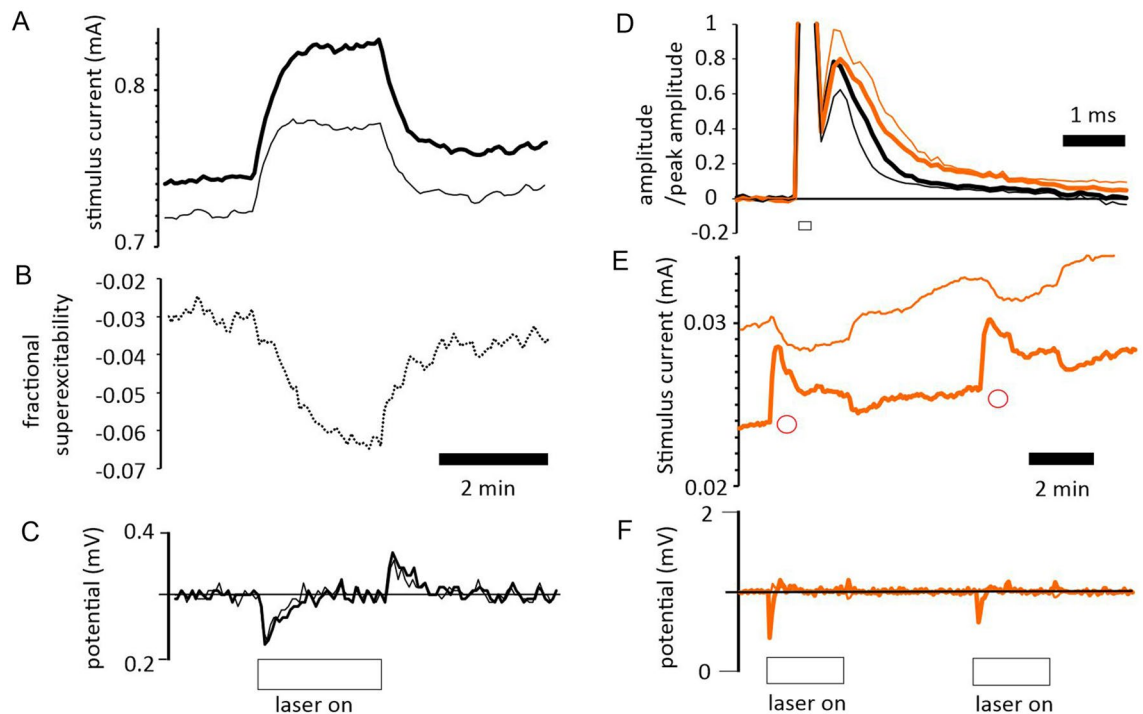 A
stimulus current (mA)
0.8
0.7
B
fractional
superexcitability
-0.02
-0.03
-0.04
-0.05
-0.06
-0.07
2 min
C
potential (mV)
0.4
0.2
laser on
D
amplitude
/peak amplitude
1
0.8
0.6
0.4
0.2
0
-0.2
1 ms
E
Stimulus current (mA)
0.03
0.02
2 min
F
potential (mV)
2
0
laser on
laser on